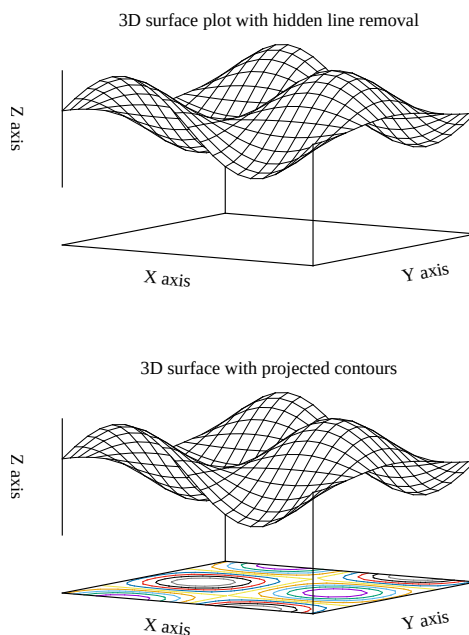 3D surface plot with hidden line removal
Z axis
X axis
Y axis
3D surface with projected contours
Z axis
X axis
Y axis